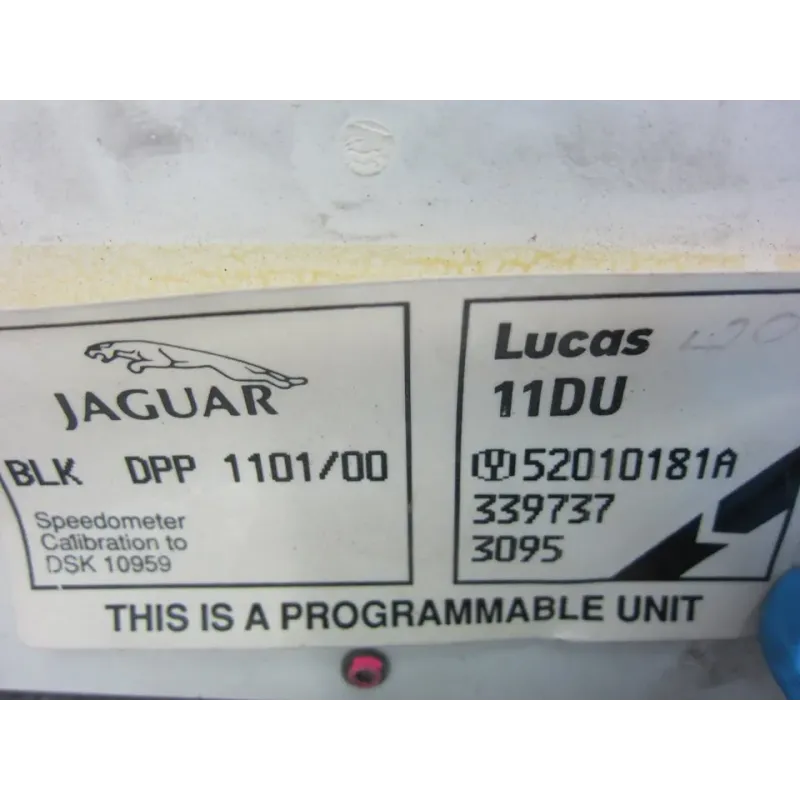 JAGUAR
BLK DPP 1101/00
Speedometer
Calibration to
DSK 10959
Lucas
11DU
52010181A
339737
3095
THIS IS A PROGRAMMABLE UNIT